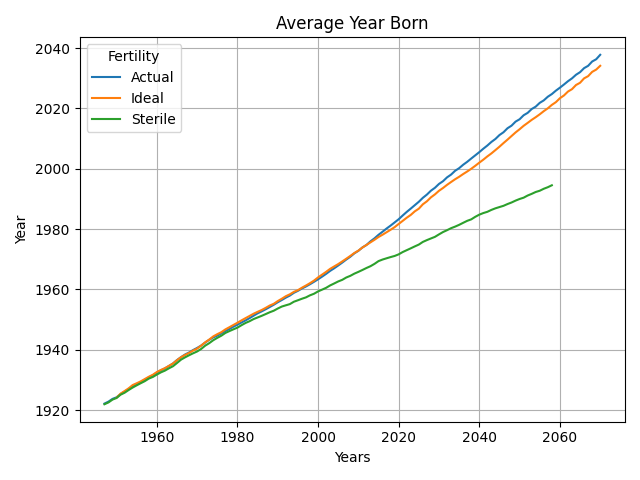 Average Year Born
Fertility
Actual
Ideal
Sterile
2040
2020
2000
1980
1960
1940
1920
Year
1960 1980 2000 2020 2040 2060
Years